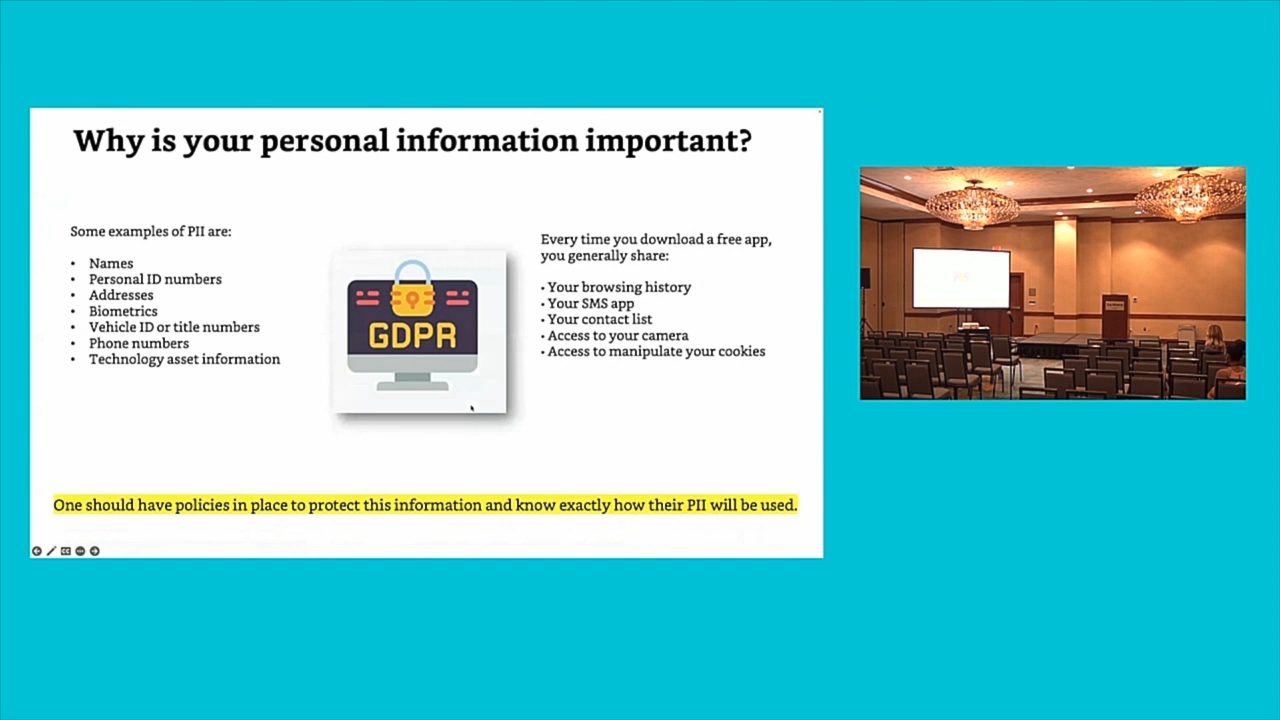 Why is your personal information important?
Some examples of PII are:
• Names
• Personal ID numbers
• Addresses
• Biometrics
• Vehicle ID or title numbers
• Phone numbers
• Technology asset information
GDPR
Every time you download a free app,
you generally share:
• Your browsing history
• Your SMS app
• Your contact list
• Access to your camera
• Access to manipulate your cookies
One should have policies in place to protect this information and know exactly how their PII will be used.